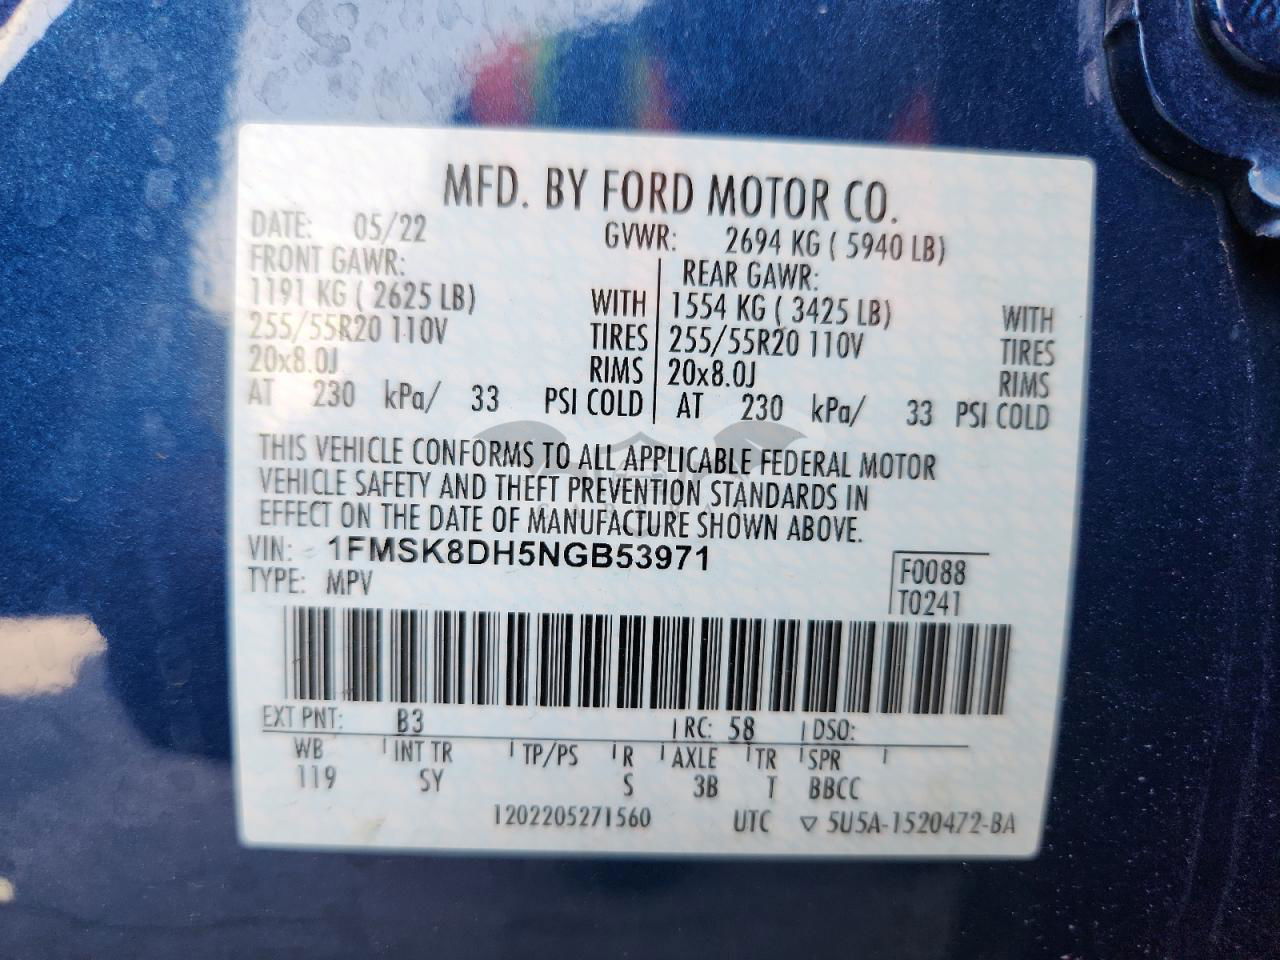 MFD. BY FORD MOTOR CO.
DATE: 05/22 GVWR: 2694 KG ( 5940 LB)
FRONT GAWR: REAR GAWR:
1191 KG ( 2625 LB) WITH 1554 KG ( 3425 LB) WITH
255/55R20 110V TIRES 255/55R20 110V TIRES
20x8.0J RIMS 20x8.0J RIMS
AT 230 kPa/ 33 PSI COLD AT 230 kPa/ 33 PSI COLD
THIS VEHICLE CONFORMS TO ALL APPLICABLE FEDERAL MOTOR
VEHICLE SAFETY AND THEFT PREVENTION STANDARDS IN
EFFECT ON THE DATE OF MANUFACTURE SHOWN ABOVE.
VIN: 1FMSK8DH5NGB53971
TYPE: MPV
F0088
T0241
EXT PNT: B3 RC: 58 DSO:
WB INT TR TP/PS R AXLE TR SPR
119 SY S 3B T BBCC
1202205271560 UTC ▽ 5U5A-1520472-BA